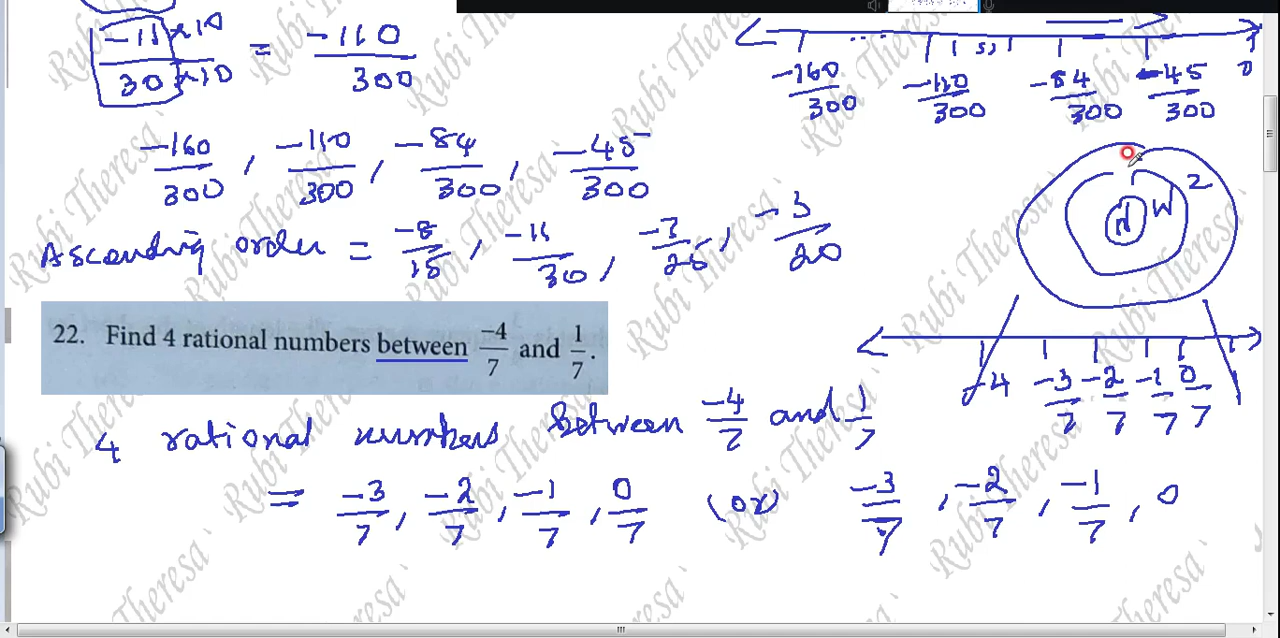 -11×10 / 30×10 = -110/300
-160/300 ... -110/300 -84/300 -45/300 0
-160/300 , -110/300 , -84/300 , -45/300
Ascending order = -8/15 , -11/30 , -7/25 , -3/20
N W Z
22. Find 4 rational numbers between -4/7 and 1/7.
-4 -3/7 -2/7 -1/7 0/7 1
4 rational numbers between -4/7 and 1/7
= -3/7 , -2/7 , -1/7 , 0/7 (or) -3/7 , -2/7 , -1/7 , 0
Rubi Theresa